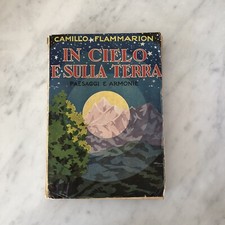 CAMILLO FLAMMARION
IN CIELO
E SULLA TERRA
PAESAGGI E ARMONIE